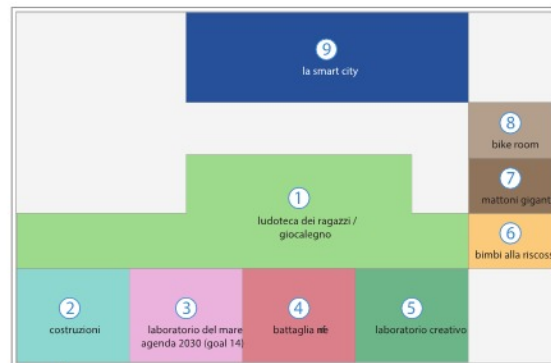 9
la smart city
8
bike room
7
mattoni gigant
1
ludoteca dei ragazzi /
giocalegno
6
bimbi alla riscoss
2
costruzioni
3
laboratorio del mare
agenda 2030 (goal 14)
4
battaglia
5
laboratorio creativo